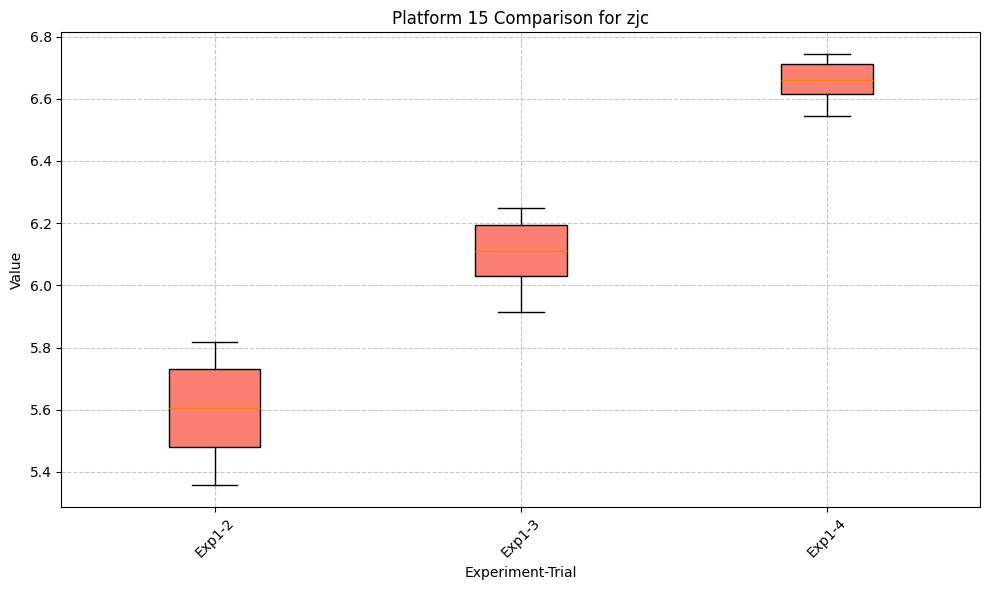 Platform 15 Comparison for zjc
Value
6.8
6.6
6.4
6.2
6.0
5.8
5.6
5.4
Exp1-2
Exp1-3
Exp1-4
Experiment-Trial